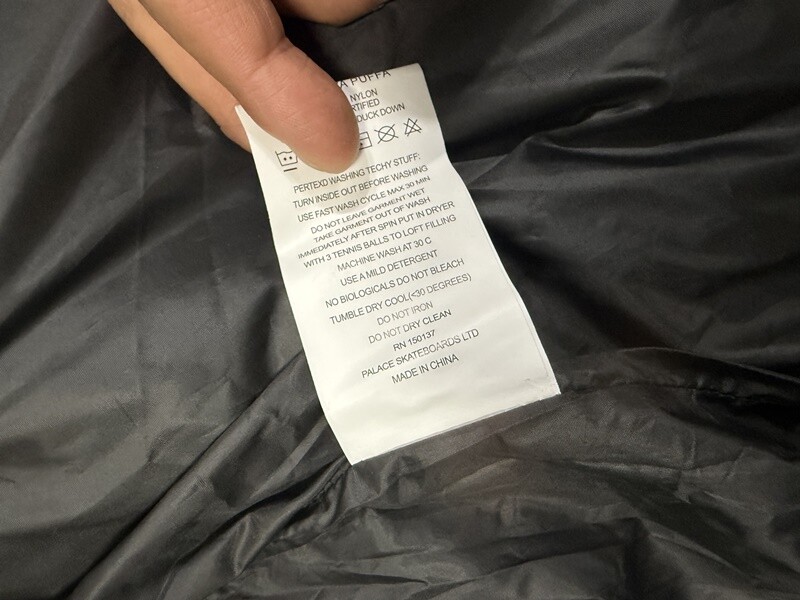 A PUFFA
NYLON
DUCK DOWN
PERTEXD WASHING TECHY STUFF:
TURN INSIDE OUT BEFORE WASHING
USE FAST WASH CYCLE MAX 30 MIN
DO NOT LEAVE GARMENT WET
TAKE GARMENT OUT OF WASH
IMMEDIATELY AFTER SPIN PUT IN DRYER
WITH 3 TENNIS BALLS TO LOFT FILLING
MACHINE WASH AT 30 C
USE A MILD DETERGENT
NO BIOLOGICALS DO NOT BLEACH
TUMBLE DRY COOL(<30 DEGREES)
DO NOT IRON
DO NOT DRY CLEAN
RN 150137
PALACE SKATEBOARDS LTD
MADE IN CHINA